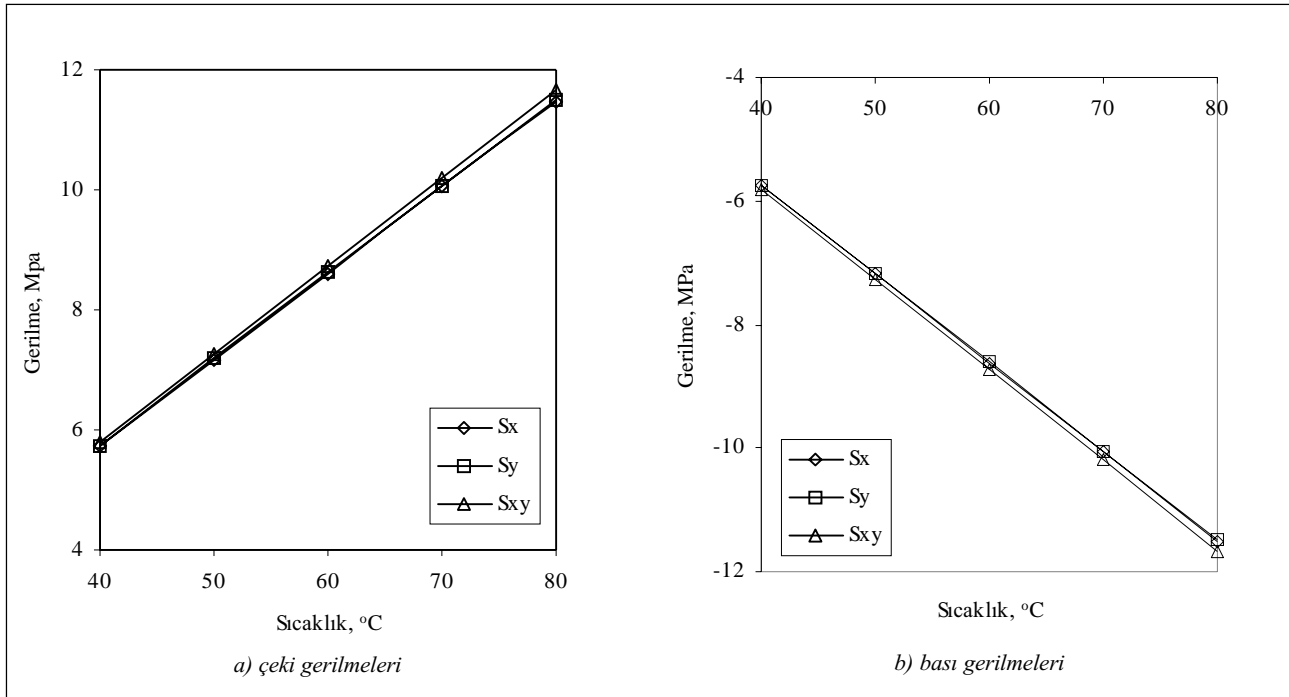 12
10
8
6
4
Gerilme, Mpa
40 50 60 70 80
Sıcaklık, °C
Sx
Sy
Sxy
a) çeki gerilmeleri
-4
-6
-8
-10
-12
Gerilme, MPa
40 50 60 70 80
Sıcaklık, °C
Sx
Sy
Sxy
b) bası gerilmeleri